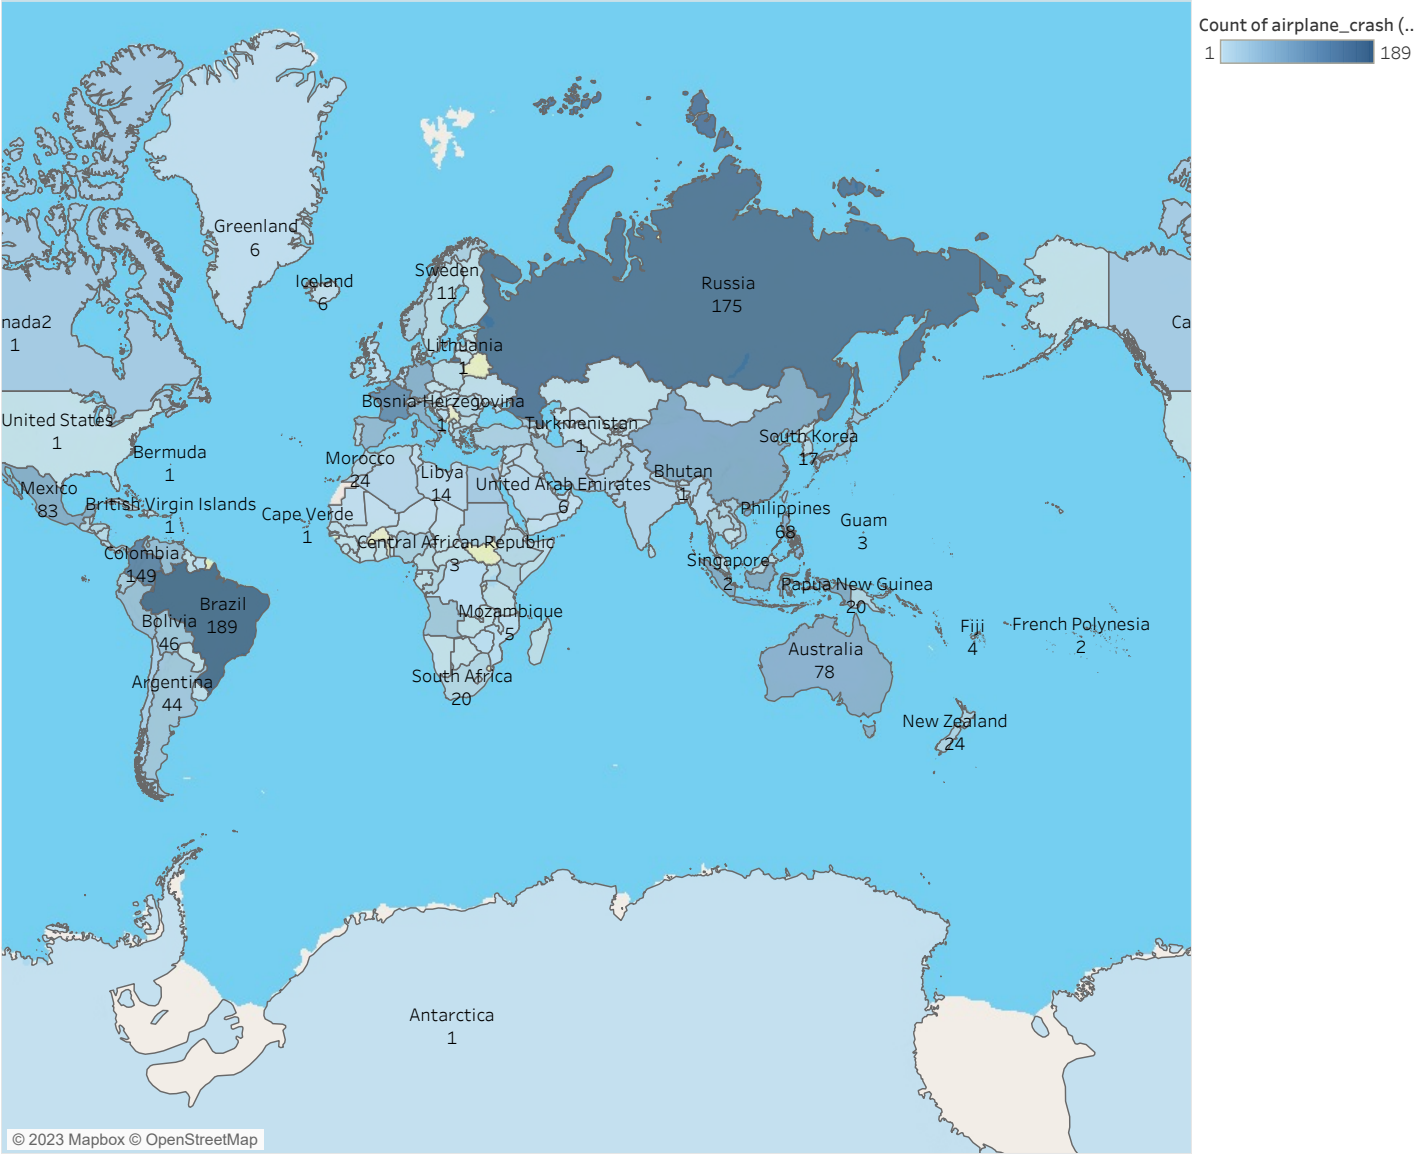 Count of airplane_crash (..
1 189
Greenland
6
Iceland
6
Sweden
11
Russia
175
nada2
1
Ca
Lithuania
1
Bosnia-Herzegovina
1
United States
1
Turkmenistan
1
South Korea
17
Bermuda
1
Morocco
24
Libya
14
Bhutan
1
United Arab Emirates
6
Mexico
83
British Virgin Islands
1
Cape Verde
1
Philippines
68
Guam
3
Central African Republic
3
Colombia
149
Singapore
2
Papua New Guinea
20
Brazil
189
Mozambique
5
Bolivia
46
Fiji
4
French Polynesia
2
Australia
78
South Africa
20
Argentina
44
New Zealand
24
Antarctica
1
© 2023 Mapbox © OpenStreetMap